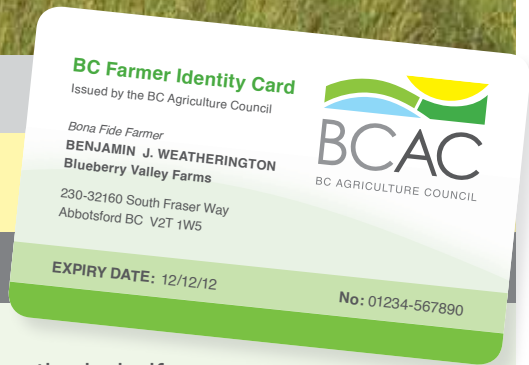 BC Farmer Identity Card
Issued by the BC Agriculture Council
Bona Fide Farmer
BENJAMIN J. WEATHERINGTON
Blueberry Valley Farms
230-32160 South Fraser Way
Abbotsford BC V2T 1W5
EXPIRY DATE: 12/12/12
No: 01234-567890
BCAC
BC AGRICULTURE COUNCIL